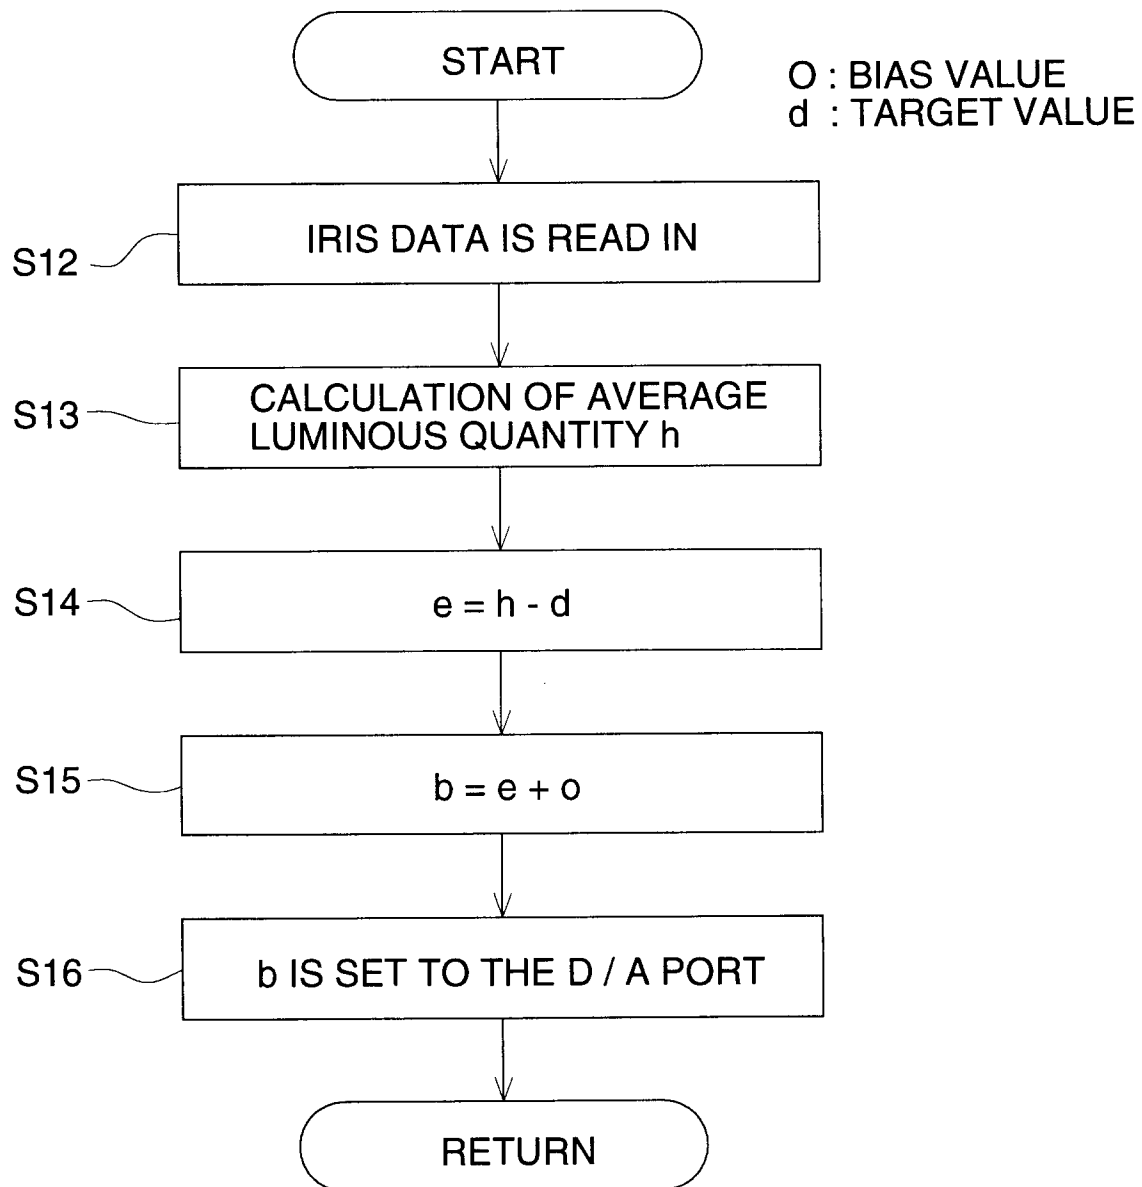 START
O : BIAS VALUE
d : TARGET VALUE
IRIS DATA IS READ IN
S12
CALCULATION OF AVERAGE
LUMINOUS QUANTITY h
S13
e = h - d
S14
b = e + o
S15
b IS SET TO THE D / A PORT
S16
RETURN